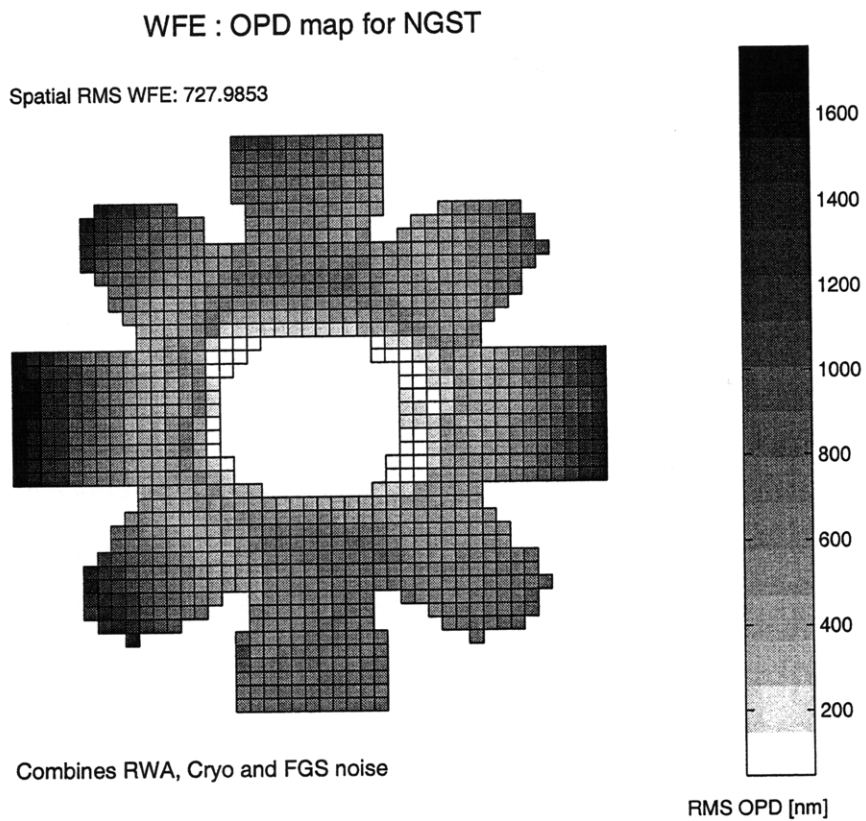 WFE : OPD map for NGST
Spatial RMS WFE: 727.9853
1600
1400
1200
1000
800
600
400
200
Combines RWA, Cryo and FGS noise
RMS OPD [nm]